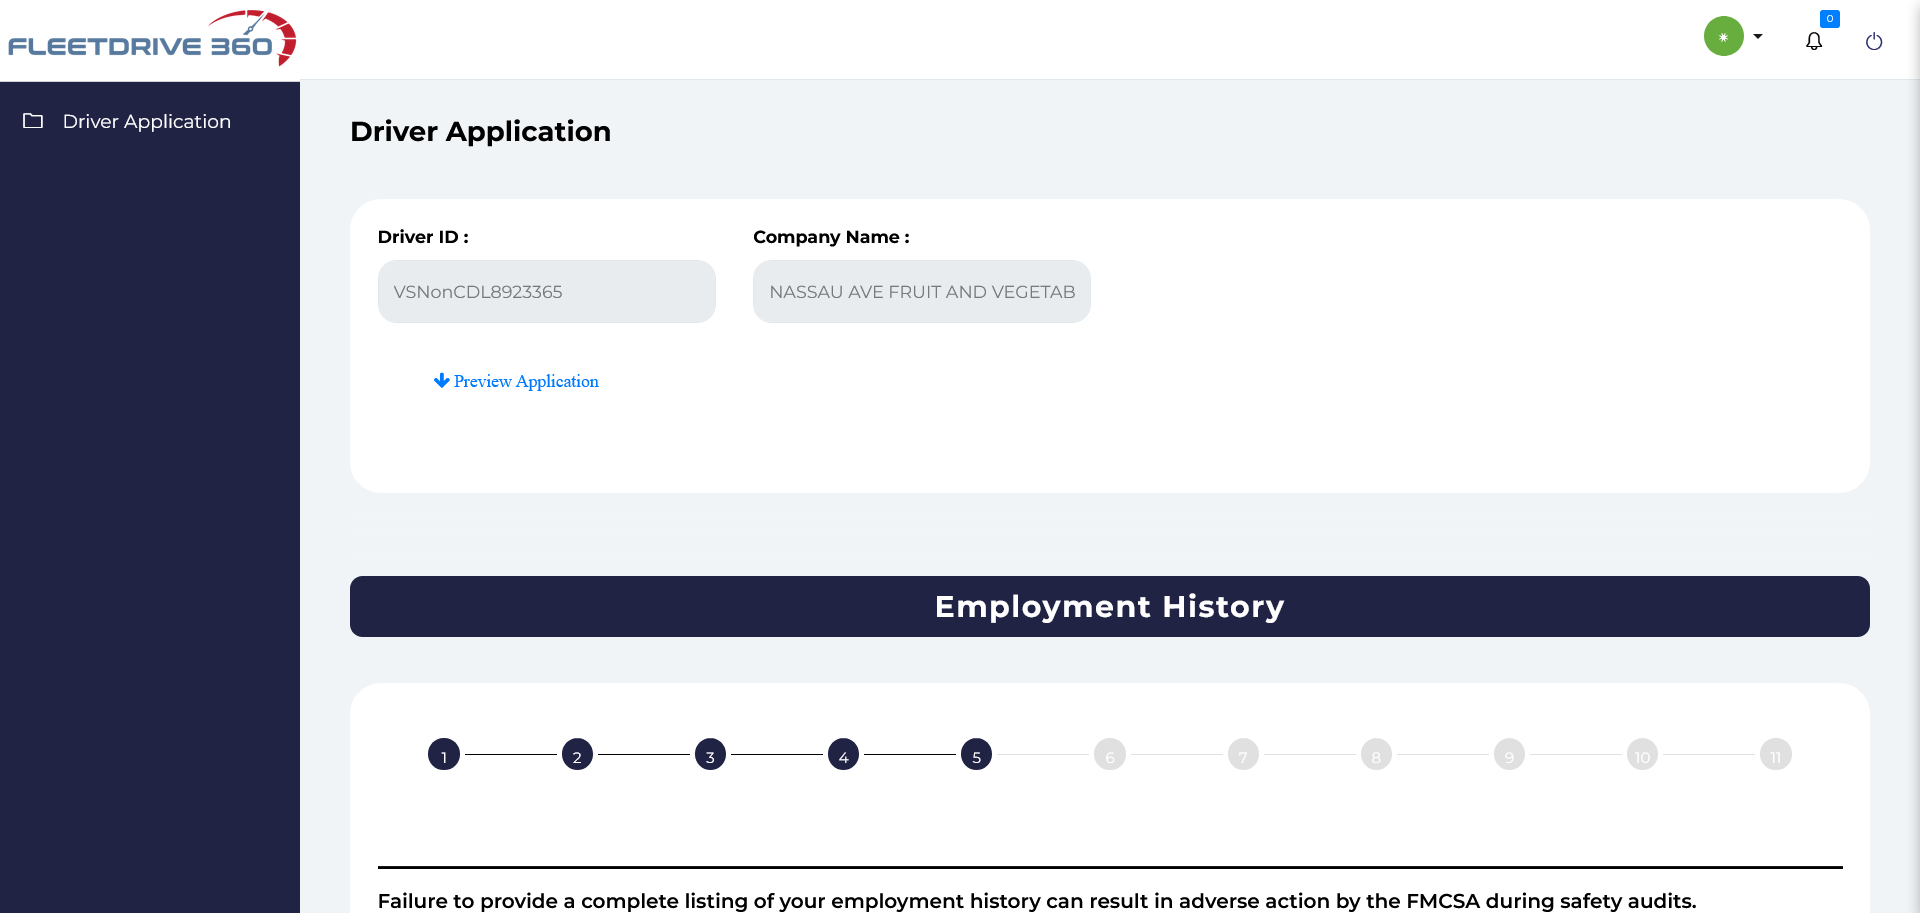 FLEETDRIVE 360
0
Driver Application
Driver Application
Driver ID :
Company Name :
VSNonCDL8923365
NASSAU AVE FRUIT AND VEGETAB
Preview Application
Employment History
1 2 3 4 5 6 7 8 9 10 11
Failure to provide a complete listing of your employment history can result in adverse action by the FMCSA during safety audits.